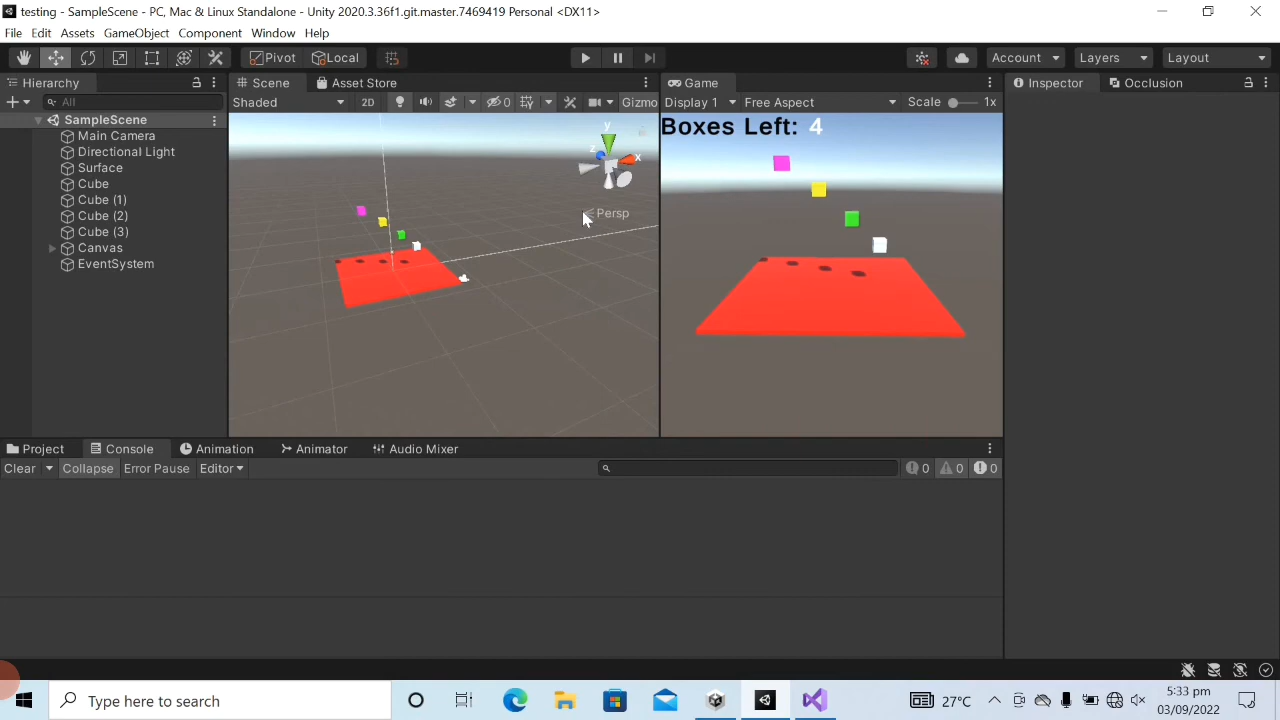 testing - SampleScene - PC, Mac & Linux Standalone - Unity 2020.3.36f1.git.master.7469419 Personal <DX11>
File Edit Assets GameObject Component Window Help
Pivot Local Account Layers Layout
Hierarchy Scene Asset Store Game Inspector Occlusion
All Shaded 2D 0 Gizmo Display 1 Free Aspect Scale 1x
SampleScene
Main Camera
Directional Light
Surface
Cube
Cube (1)
Cube (2)
Cube (3)
Canvas
EventSystem
y
z x
Persp
Boxes Left: 4
Project Console Animation Animator Audio Mixer
Clear Collapse Error Pause Editor 0 0 0
Type here to search
27°C
5:33 pm
03/09/2022